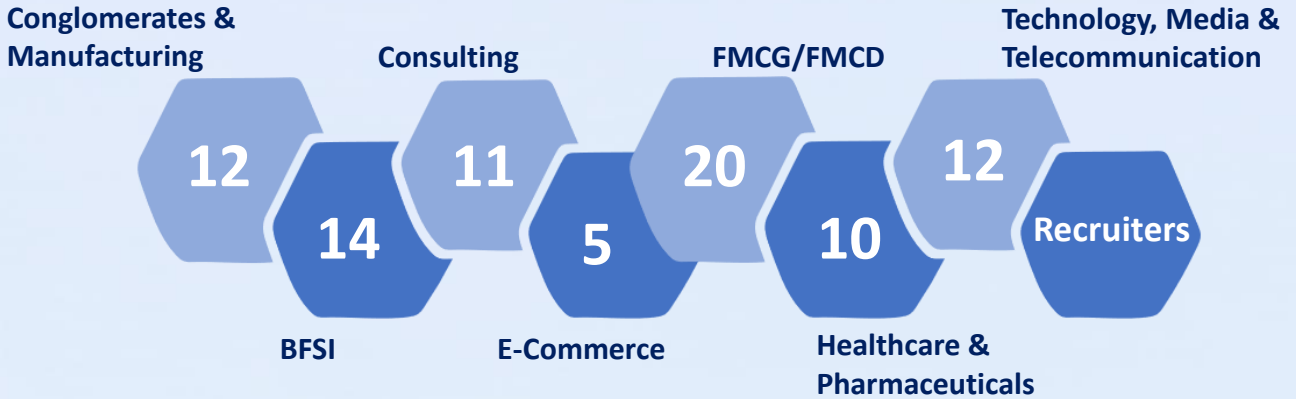 Conglomerates &
Manufacturing
Consulting
FMCG/FMCD
Technology, Media &
Telecommunication
12
11
20
12
14
5
10
Recruiters
BFSI
E-Commerce
Healthcare &
Pharmaceuticals